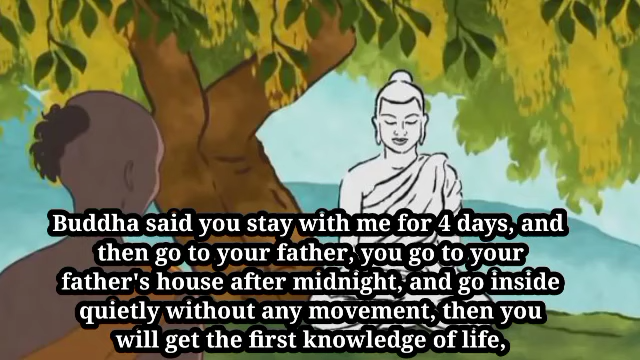 Buddha said you stay with me for 4 days, and
then go to your father, you go to your
father's house after midnight, and go inside
quietly without any movement, then you
will get the first knowledge of life,